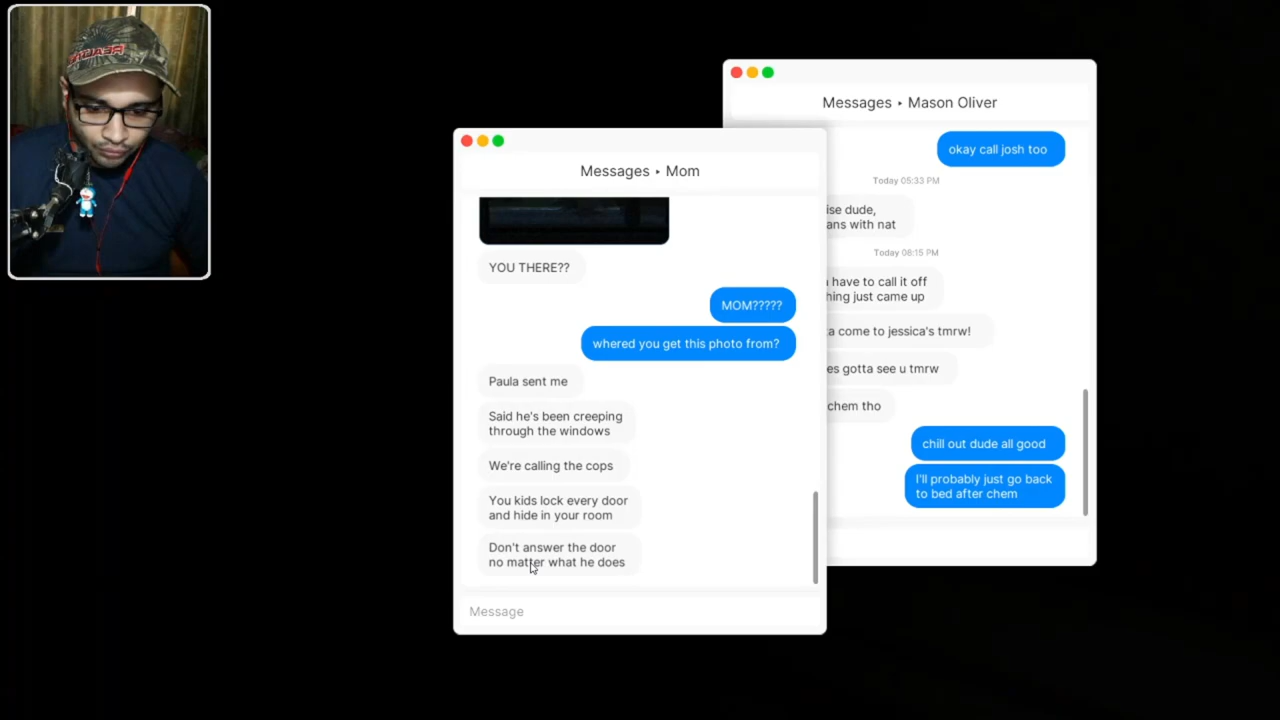 Messages ‣ Mom
YOU THERE??
MOM?????
whered you get this photo from?
Paula sent me
Said he's been creeping
through the windows
We're calling the cops
You kids lock every door
and hide in your room
Don't answer the door
no matter what he does
Message
Messages ‣ Mason Oliver
okay call josh too
Today 05:33 PM
ise dude,
ans with nat
Today 08:15 PM
have to call it off
hing just came up
a come to jessica's tmrw!
es gotta see u tmrw
chem tho
chill out dude all good
I'll probably just go back
to bed after chem